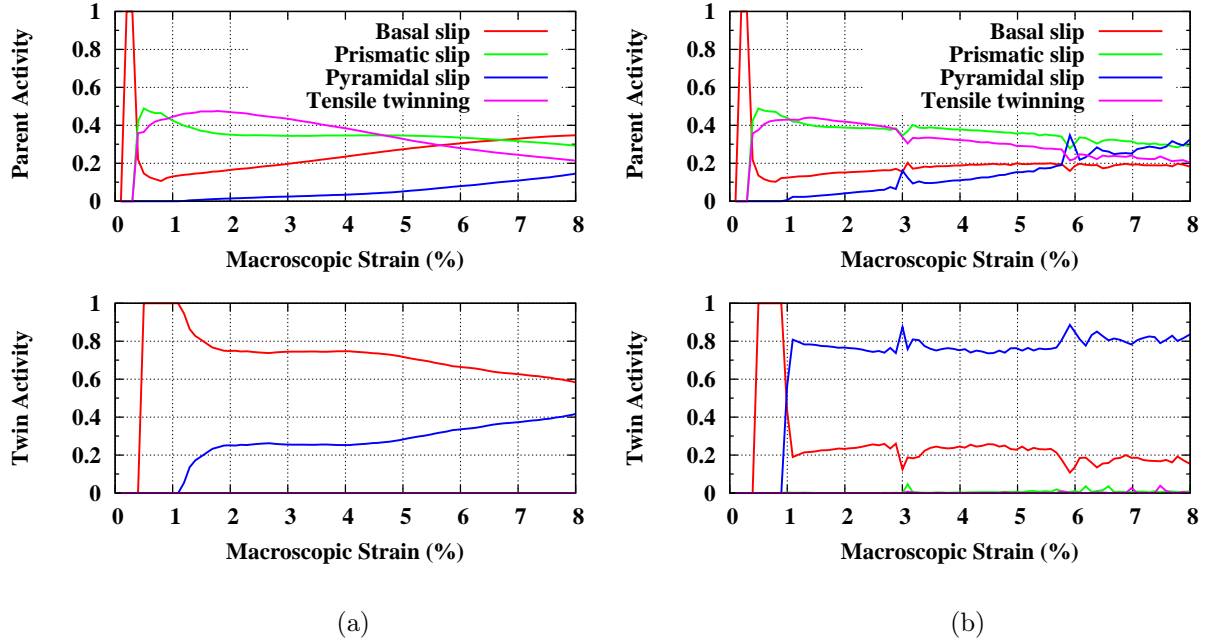 Parent Activity
1
0.8
0.6
0.4
0.2
0
Basal slip
Prismatic slip
Pyramidal slip
Tensile twinning
0 1 2 3 4 5 6 7 8
Macroscopic Strain (%)
Parent Activity
1
0.8
0.6
0.4
0.2
0
Basal slip
Prismatic slip
Pyramidal slip
Tensile twinning
0 1 2 3 4 5 6 7 8
Macroscopic Strain (%)
Twin Activity
1
0.8
0.6
0.4
0.2
0
0 1 2 3 4 5 6 7 8
Macroscopic Strain (%)
Twin Activity
1
0.8
0.6
0.4
0.2
0
0 1 2 3 4 5 6 7 8
Macroscopic Strain (%)
(a)
(b)